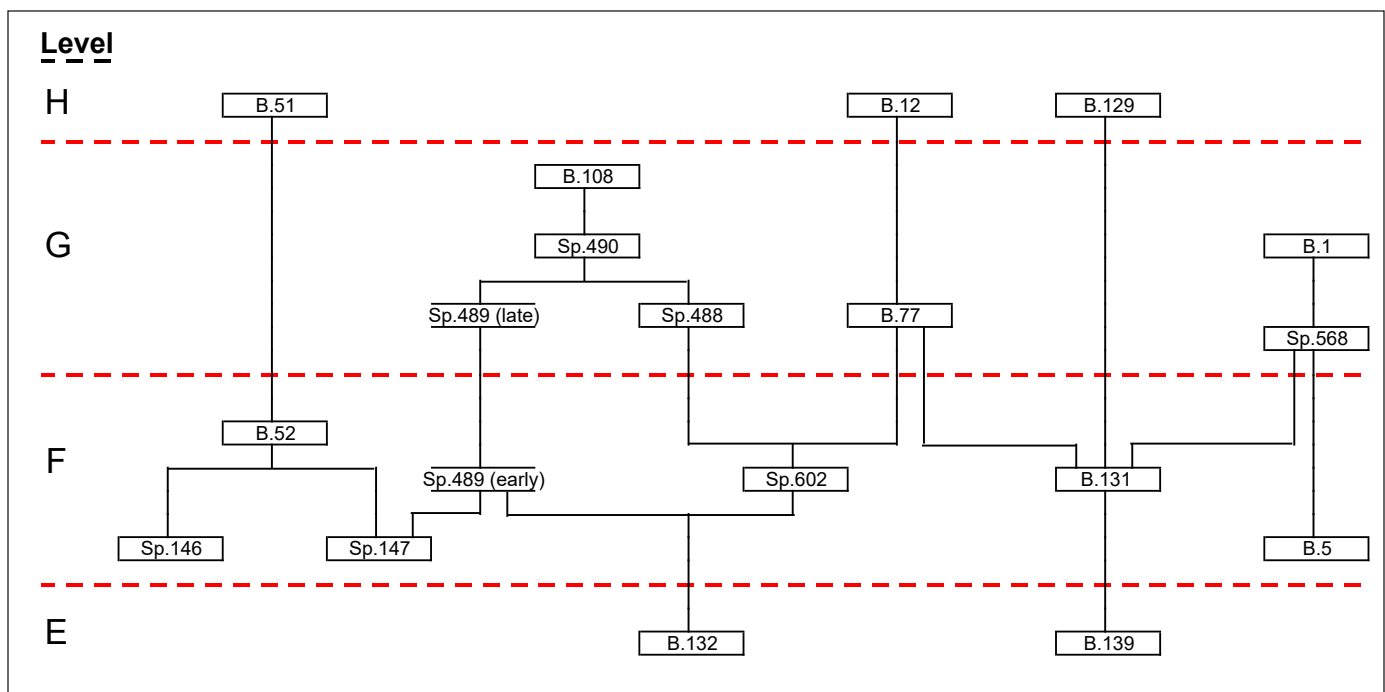 Level
H
B.51
B.12
B.129
B.108
G
Sp.490
B.1
Sp.489 (late)
Sp.488
B.77
Sp.568
B.52
F
Sp.489 (early)
Sp.602
B.131
Sp.146
Sp.147
B.5
E
B.132
B.139